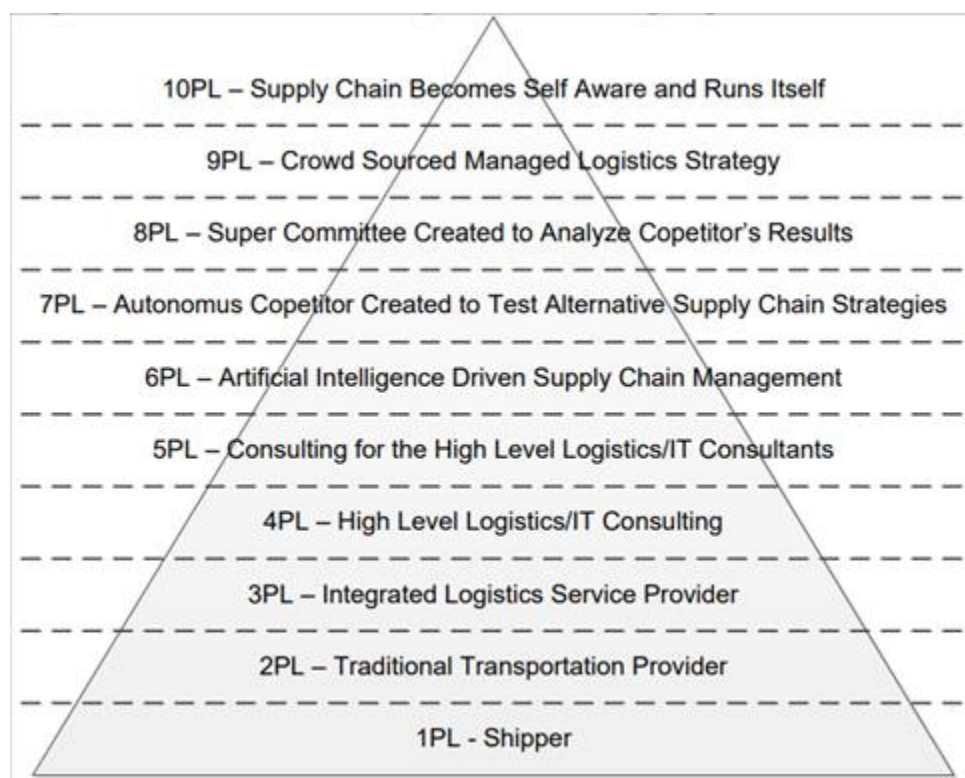 10PL – Supply Chain Becomes Self Aware and Runs Itself
9PL – Crowd Sourced Managed Logistics Strategy
8PL – Super Committee Created to Analyze Copetitor's Results
7PL – Autonomus Copetitor Created to Test Alternative Supply Chain Strategies
6PL – Artificial Intelligence Driven Supply Chain Management
5PL – Consulting for the High Level Logistics/IT Consultants
4PL – High Level Logistics/IT Consulting
3PL – Integrated Logistics Service Provider
2PL – Traditional Transportation Provider
1PL - Shipper